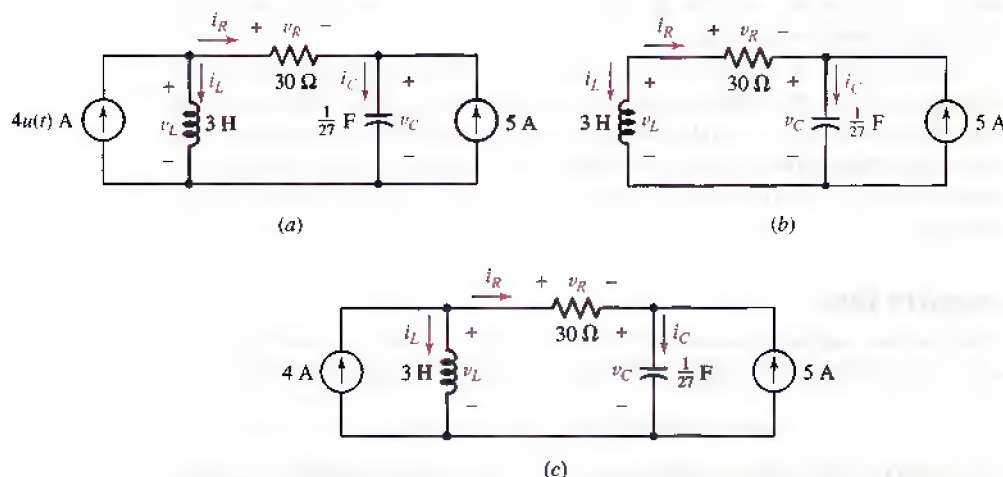 i_R + v_R −
30 Ω
4u(t) A
+ v_L −
i_L
3 H
i_C
1/27 F
+ v_C −
5 A
(a)
i_R + v_R −
30 Ω
i_L
3 H
+ v_L −
+ v_C −
i_C
1/27 F
5 A
(b)
i_R + v_R −
30 Ω
4 A
i_L
3 H
+ v_L −
+ v_C −
i_C
1/27 F
5 A
(c)